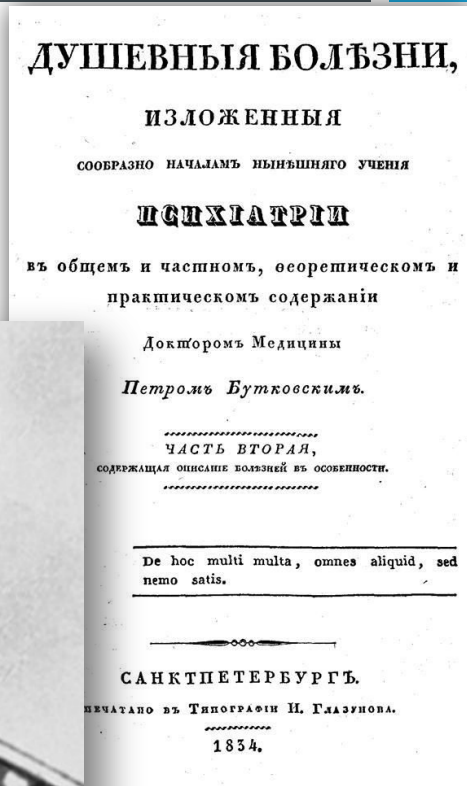 ДУШЕВНЫЯ БОЛѢЗНИ,
ИЗЛОЖЕННЫЯ
СООБРАЗНО НАЧАЛАМЪ НЫНѢШНЯГО УЧЕНІЯ
ПСИХІАТРІИ
въ общемъ и частномъ, ѳеоретическомъ и
практическомъ содержаніи
Докторомъ Медицины
Петромъ Бутковскимъ.
ЧАСТЬ ВТОРАЯ,
СОДЕРЖАЩАЯ ОПИСАНІЕ БОЛѢЗНЕЙ ВЪ ОСОБЕННОСТИ.
De hoc multi multa, omnes aliquid, sed
nemo satis.
САНКТПЕТЕРБУРГЪ.
ПЕЧАТАНО ВЪ ТИПОГРАФІИ И. ГЛАЗУНОВА.
1834.